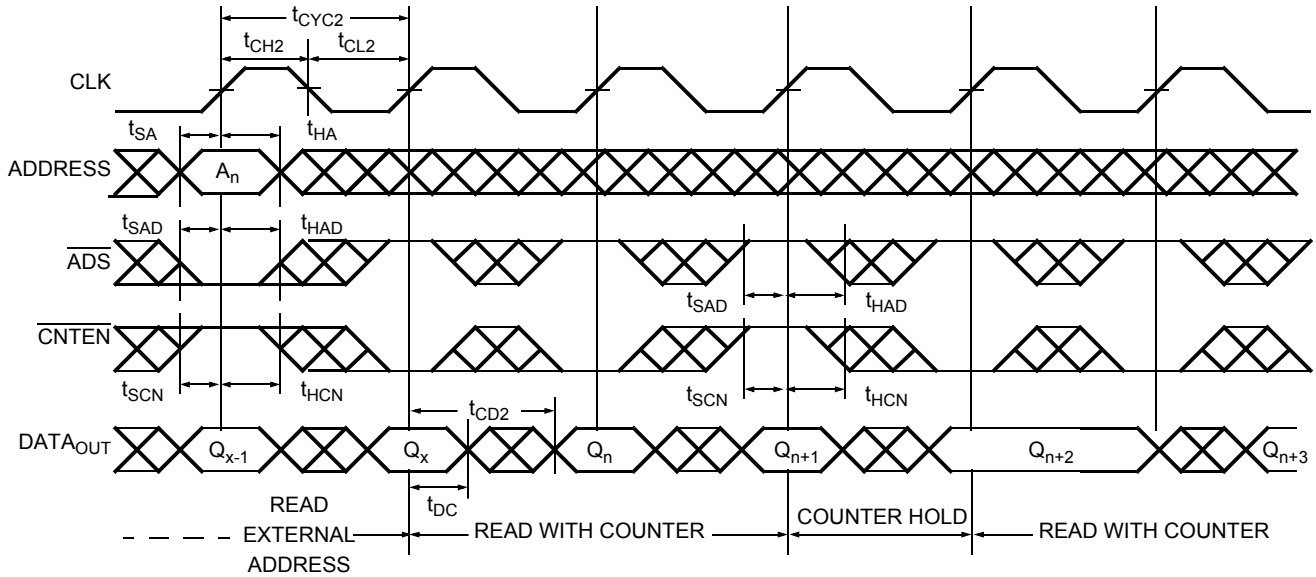 tCYC2
tCH2 tCL2
CLK
tSA tHA
ADDRESS An
tSAD tHAD
ADS
tSAD tHAD
CNTEN
tSCN tHCN tSCN tHCN
tCD2
DATAOUT Qx-1 Qx Qn Qn+1 Qn+2 Qn+3
tDC
READ
EXTERNAL
ADDRESS
READ WITH COUNTER
COUNTER HOLD
READ WITH COUNTER